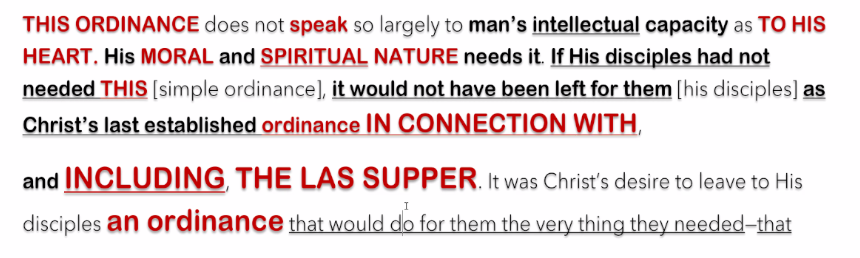 THIS ORDINANCE does not speak so largely to man’s intellectual capacity as TO HIS
HEART. His MORAL and SPIRITUAL NATURE needs it. If His disciples had not
needed THIS [simple ordinance], it would not have been left for them [his disciples] as
Christ’s last established ordinance IN CONNECTION WITH,
and INCLUDING, THE LAS SUPPER. It was Christ’s desire to leave to His
disciples an ordinance that would do for them the very thing they needed–that